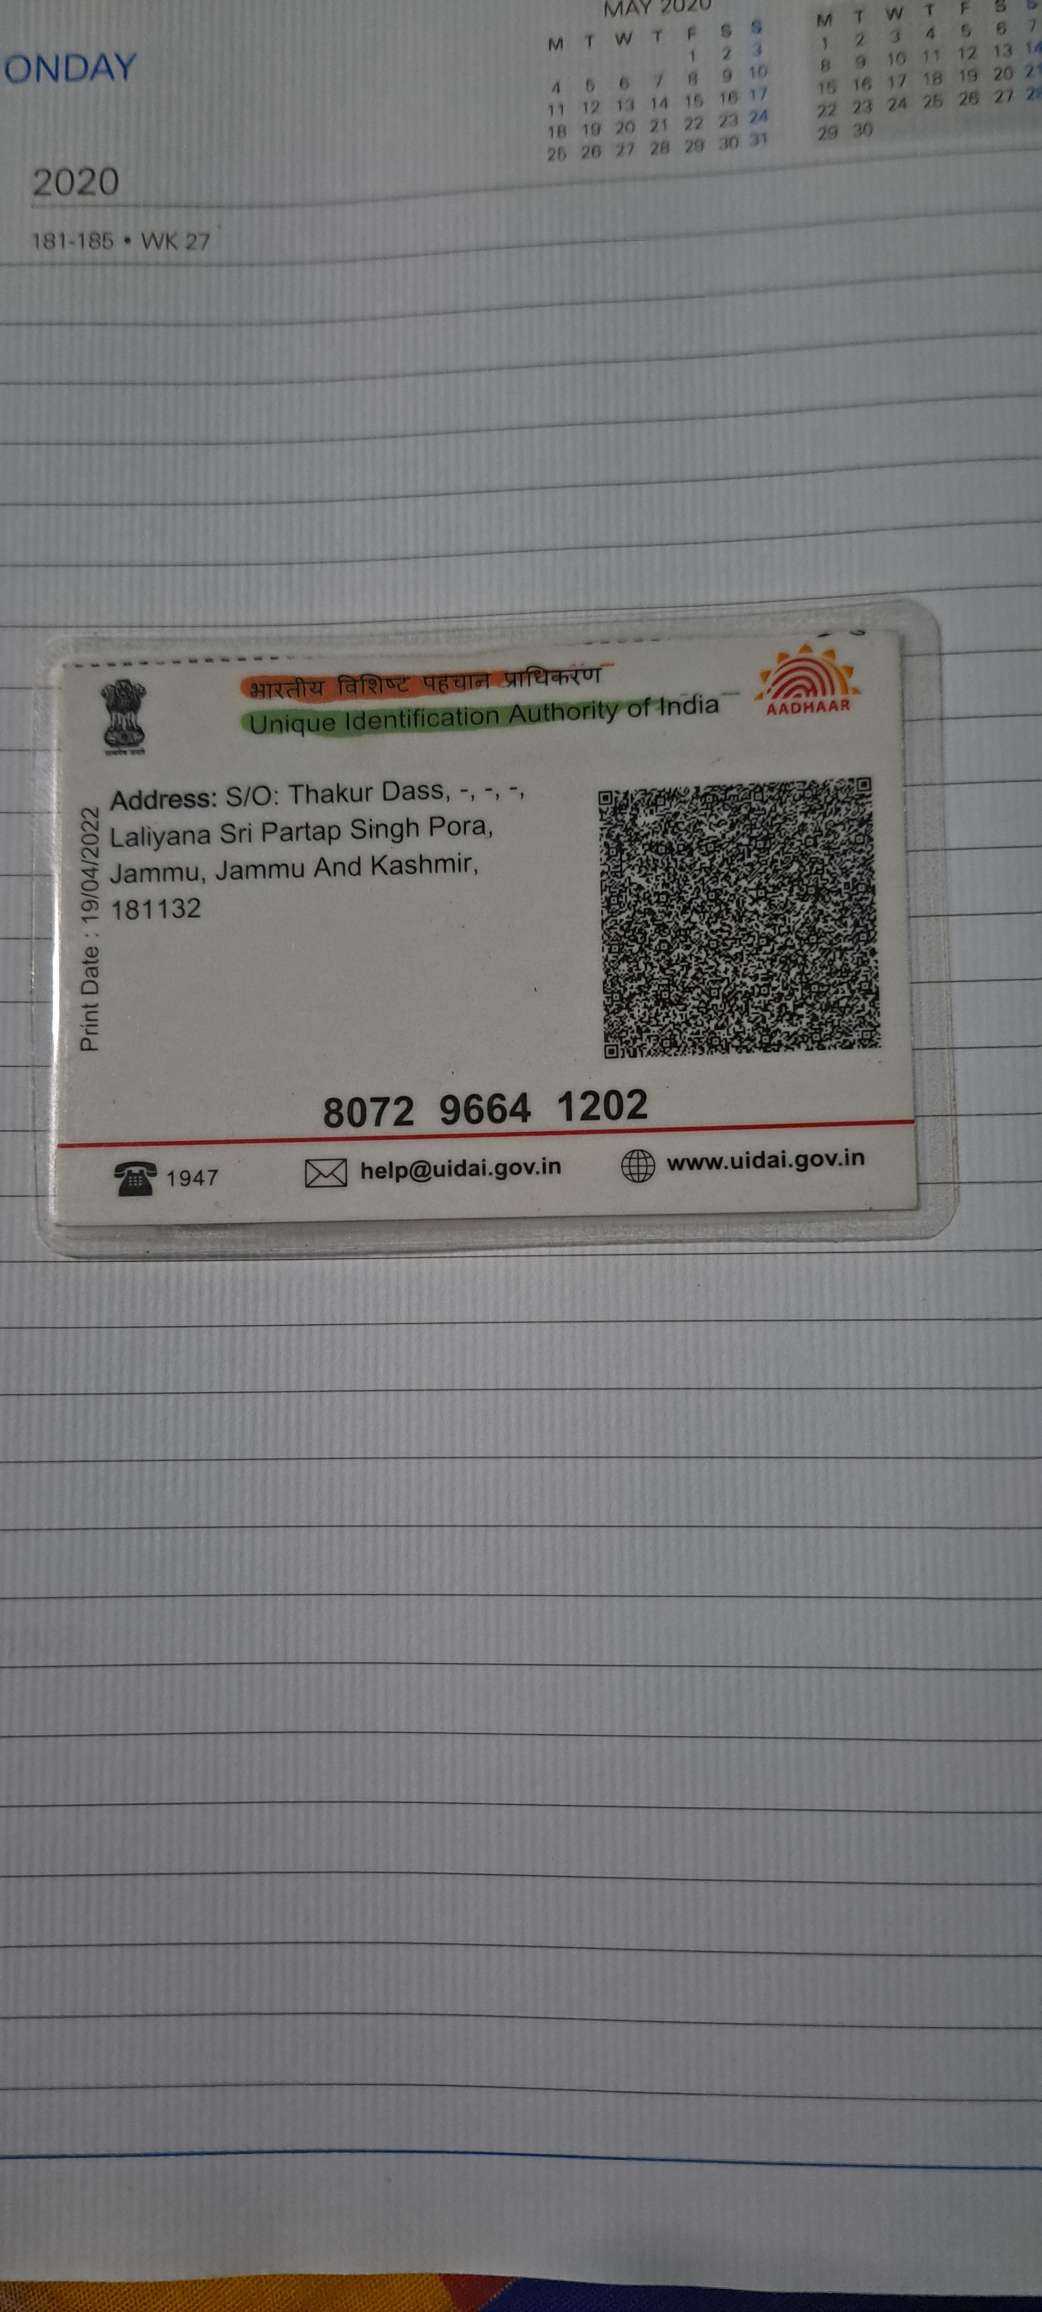 ONDAY
2020
181-185 • WK 27
MAY 2020
M T W T F S S
1 2 3
4 5 6 7 8 9 10
11 12 13 14 15 16 17
18 19 20 21 22 23 24
25 26 27 28 29 30 31
M T W T F S S
1 2 3 4 5 6 7
8 9 10 11 12 13 14
15 16 17 18 19 20 21
22 23 24 25 26 27 28
29 30
भारतीय विशिष्ट पहचान प्राधिकरण
Unique Identification Authority of India
AADHAAR
Print Date : 19/04/2022
Address: S/O: Thakur Dass, -, -, -,
Laliyana Sri Partap Singh Pora,
Jammu, Jammu And Kashmir,
181132
8072 9664 1202
1947
help@uidai.gov.in
www.uidai.gov.in